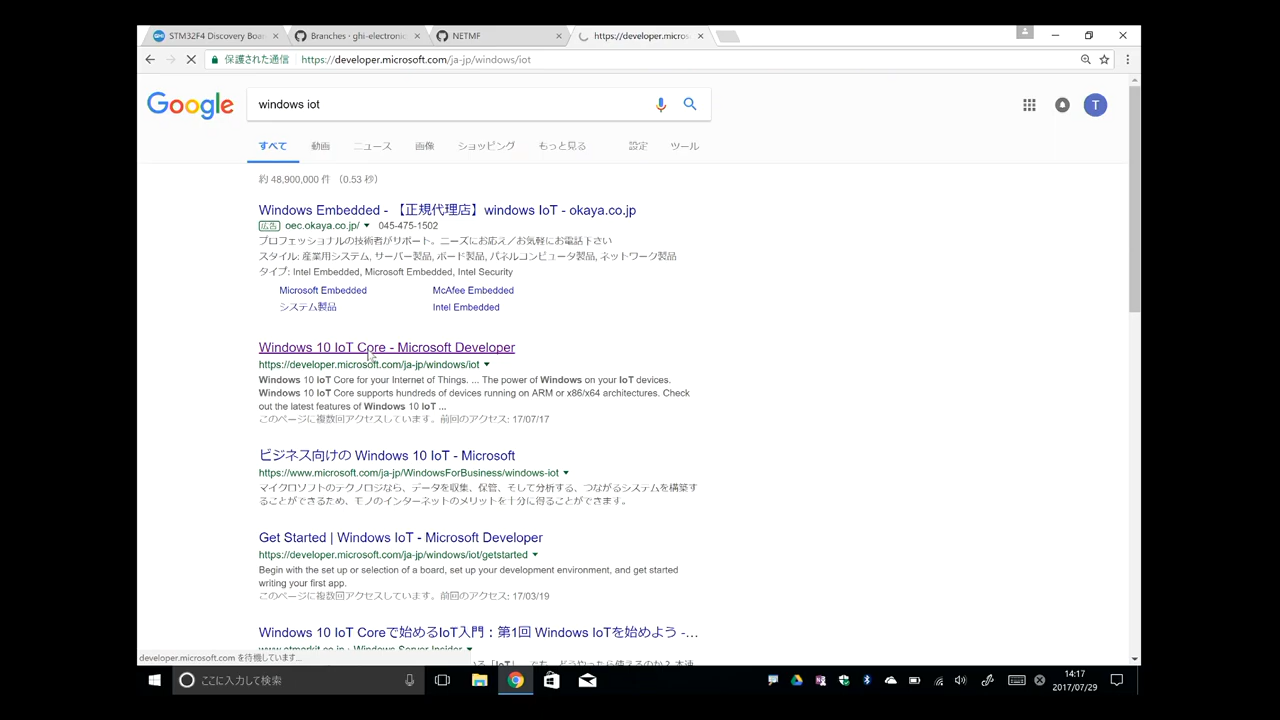 STM32F4 Discovery Boa
Branches · ghi-electronic
NETMF
https://developer.micros
保護された通信
https://developer.microsoft.com/ja-jp/windows/iot
Google
windows iot
T
すべて 動画 ニュース 画像 ショッピング もっと見る 設定 ツール
約 48,900,000 件 （0.53 秒）
Windows Embedded - 【正規代理店】windows IoT - okaya.co.jp
広告 oec.okaya.co.jp/ 045-475-1502
プロフェッショナルの技術者がリポート。ニーズにお応え／お気軽にお電話下さい
スタイル: 産業用システム, サーバー製品, ボード製品, パネルコンピュータ製品, ネットワーク製品
タイプ: Intel Embedded, Microsoft Embedded, Intel Security
Microsoft Embedded McAfee Embedded
システム製品 Intel Embedded
Windows 10 IoT Core - Microsoft Developer
https://developer.microsoft.com/ja-jp/windows/iot
Windows 10 IoT Core for your Internet of Things. ... The power of Windows on your IoT devices.
Windows 10 IoT Core supports hundreds of devices running on ARM or x86/x64 architectures. Check
out the latest features of Windows 10 IoT ...
このページに複数回アクセスしています。前回のアクセス: 17/07/17
ビジネス向けの Windows 10 IoT - Microsoft
https://www.microsoft.com/ja-jp/WindowsForBusiness/windows-iot
マイクロソフトのテクノロジなら、データを収集、保管、そして分析する、つながるシステムを構築す
ることができるため、モノのインターネットのメリットを十分に得ることができます。
Get Started | Windows IoT - Microsoft Developer
https://developer.microsoft.com/ja-jp/windows/iot/getstarted
Begin with the set up or selection of a board, set up your development environment, and get started
writing your first app.
このページに複数回アクセスしています。前回のアクセス: 17/03/19
Windows 10 IoT Coreで始めるIoT入門：第1回 Windows IoTを始めよう -...
developer.microsoft.com を待機しています...
ここに入力して検索
14:17
2017/07/29